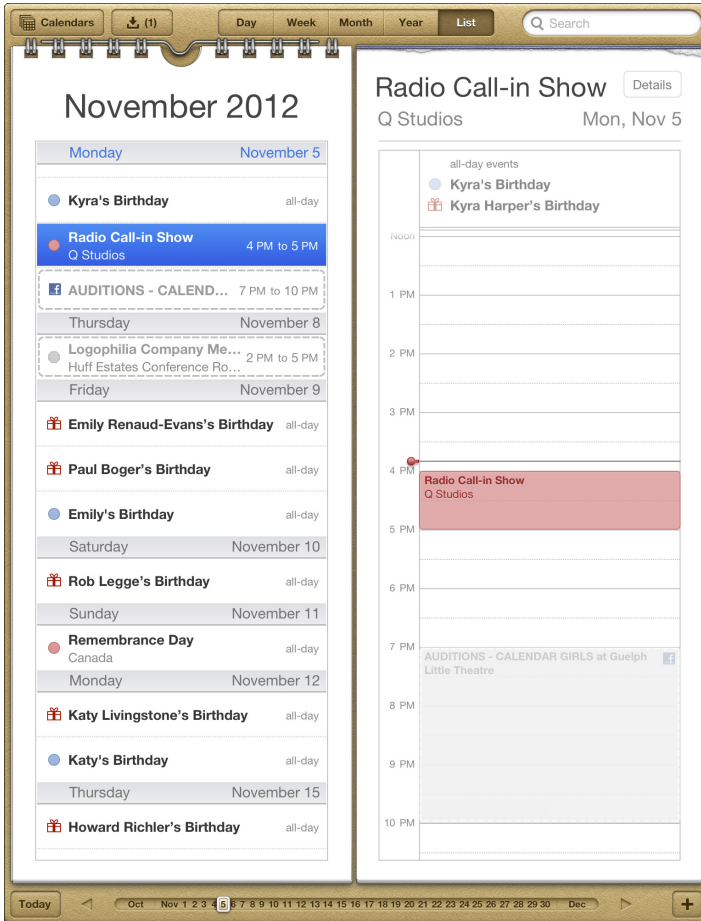 Calendars
(1)
Day Week Month Year List
Search
November 2012
Monday November 5
Kyra's Birthday all-day
Radio Call-in Show
Q Studios
4 PM to 5 PM
AUDITIONS - CALEND... 7 PM to 10 PM
Thursday November 8
Logophilia Company Me...
Huff Estates Conference Ro...
2 PM to 5 PM
Friday November 9
Emily Renaud-Evans's Birthday all-day
Paul Boger's Birthday all-day
Emily's Birthday all-day
Saturday November 10
Rob Legge's Birthday all-day
Sunday November 11
Remembrance Day
Canada
all-day
Monday November 12
Katy Livingstone's Birthday all-day
Katy's Birthday all-day
Thursday November 15
Howard Richler's Birthday all-day
Radio Call-in Show
Details
Q Studios Mon, Nov 5
all-day events
Kyra's Birthday
Kyra Harper's Birthday
Noon
1 PM
2 PM
3 PM
4 PM
Radio Call-in Show
Q Studios
5 PM
6 PM
7 PM
AUDITIONS - CALENDAR GIRLS at Guelph
Little Theatre
8 PM
9 PM
10 PM
Today
Oct Nov 1 2 3 4 5 6 7 8 9 10 11 12 13 14 15 16 17 18 19 20 21 22 23 24 25 26 27 28 29 30 Dec
+